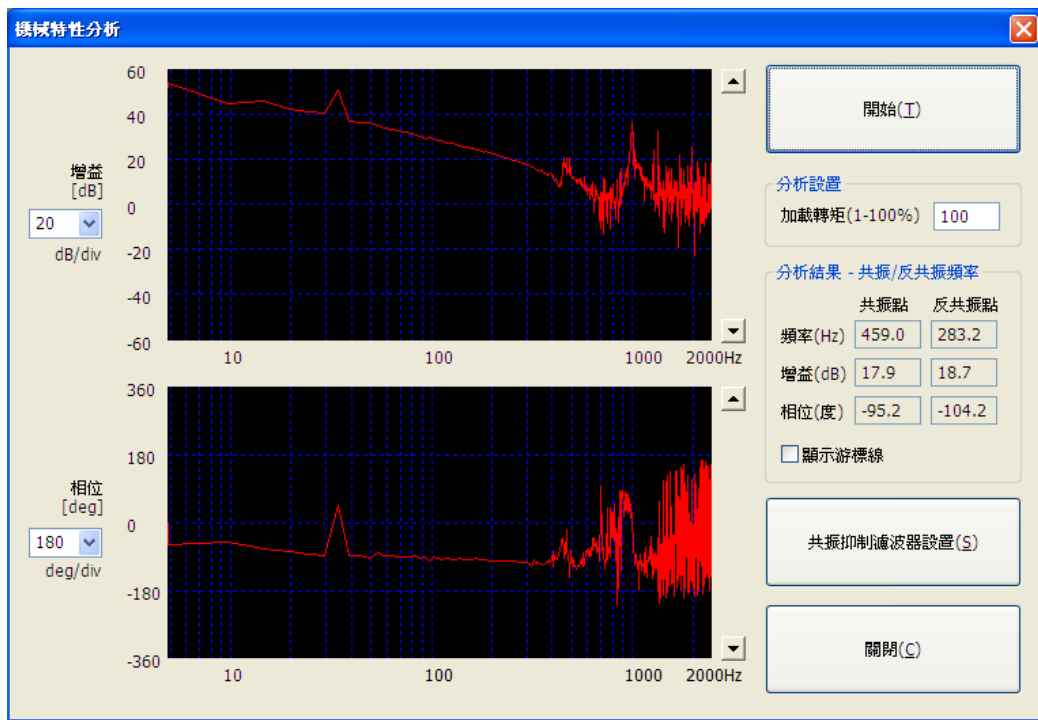 機械特性分析
增益
[dB]
20
dB/div
60
40
20
0
-20
-40
-60
10
100
1000
2000Hz
相位
[deg]
180
deg/div
360
180
0
-180
-360
10
100
1000
2000Hz
開始(T)
分析設置
加載轉矩(1-100%) 100
分析結果 - 共振/反共振頻率
共振點 反共振點
頻率(Hz) 459.0 283.2
增益(dB) 17.9 18.7
相位(度) -95.2 -104.2
顯示游標線
共振抑制濾波器設置(S)
關閉(C)